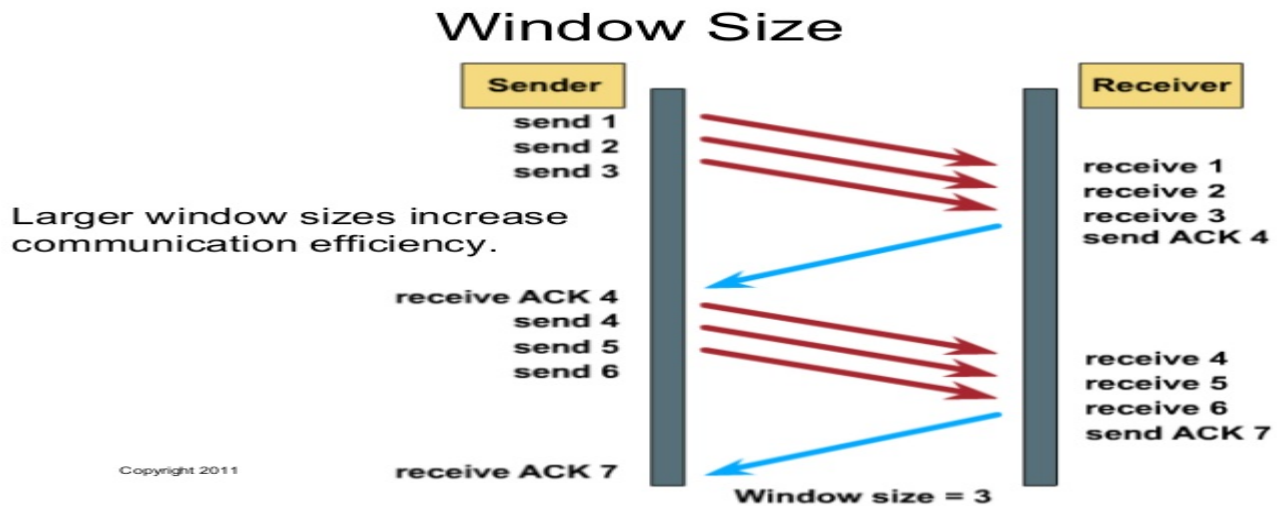 Window Size
Sender
Receiver
send 1
send 2
send 3
receive 1
receive 2
receive 3
send ACK 4
Larger window sizes increase
communication efficiency.
receive ACK 4
send 4
send 5
send 6
receive 4
receive 5
receive 6
send ACK 7
Copyright 2011
receive ACK 7
Window size = 3